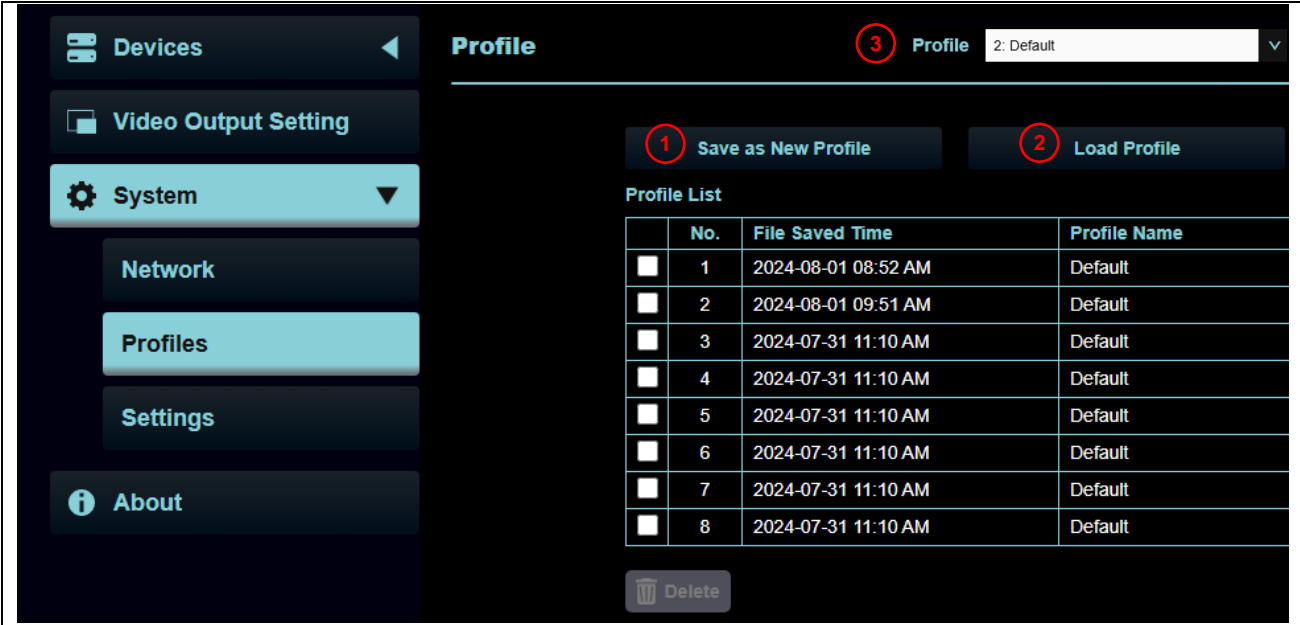 Devices
Video Output Setting
System
Network
Profiles
Settings
About
Profile
3 Profile 2: Default
1 Save as New Profile
2 Load Profile
Profile List
No. File Saved Time Profile Name
1 2024-08-01 08:52 AM Default
2 2024-08-01 09:51 AM Default
3 2024-07-31 11:10 AM Default
4 2024-07-31 11:10 AM Default
5 2024-07-31 11:10 AM Default
6 2024-07-31 11:10 AM Default
7 2024-07-31 11:10 AM Default
8 2024-07-31 11:10 AM Default
Delete